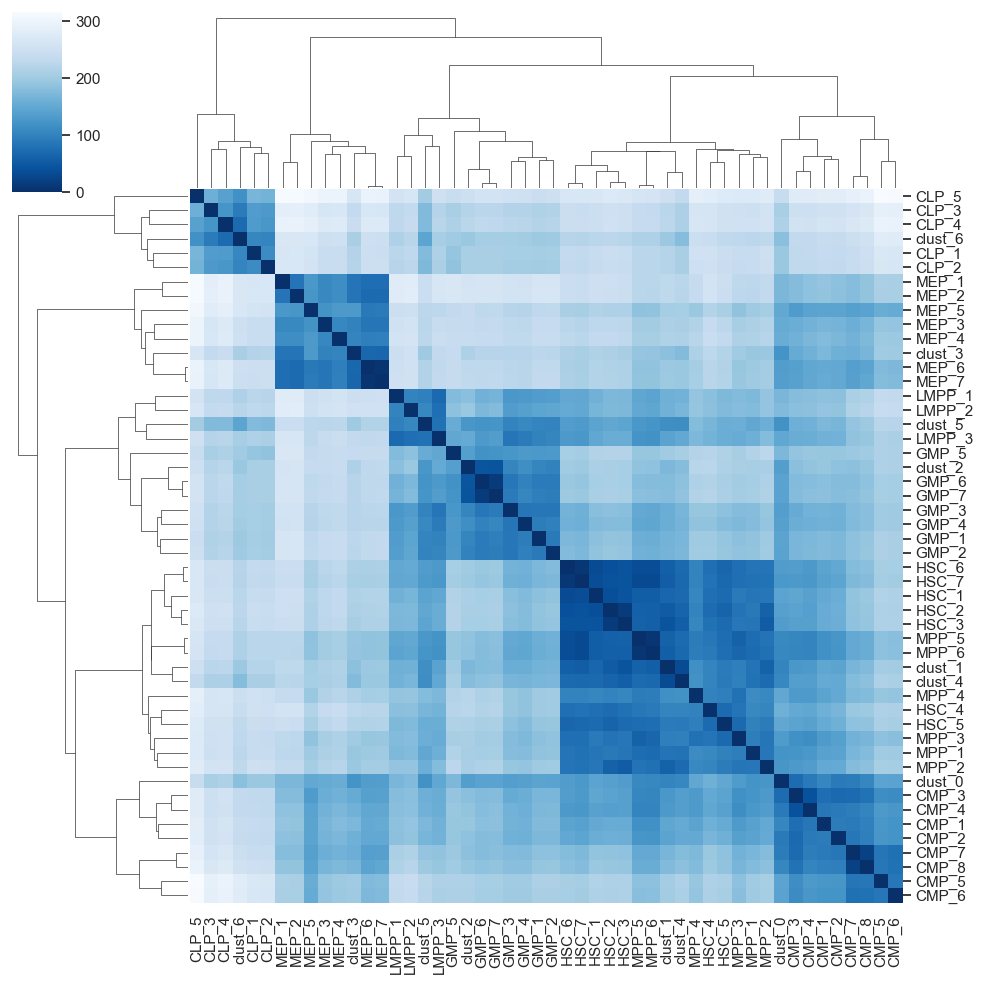 300
200
100
0
CLP_5
CLP_3
CLP_4
clust_6
CLP_1
CLP_2
MEP_1
MEP_2
MEP_5
MEP_3
MEP_4
clust_3
MEP_6
MEP_7
LMPP_1
LMPP_2
clust_5
LMPP_3
GMP_5
clust_2
GMP_6
GMP_7
GMP_3
GMP_4
GMP_1
GMP_2
HSC_6
HSC_7
HSC_1
HSC_2
HSC_3
MPP_5
MPP_6
clust_1
clust_4
MPP_4
HSC_4
HSC_5
MPP_3
MPP_1
MPP_2
clust_0
CMP_3
CMP_4
CMP_1
CMP_2
CMP_7
CMP_8
CMP_5
CMP_6
CLP_5
CLP_3
CLP_4
clust_6
CLP_1
CLP_2
MEP_1
MEP_2
MEP_5
MEP_3
MEP_4
clust_3
MEP_6
MEP_7
LMPP_1
LMPP_2
clust_5
LMPP_3
GMP_5
clust_2
GMP_6
GMP_7
GMP_3
GMP_4
GMP_1
GMP_2
HSC_6
HSC_7
HSC_1
HSC_2
HSC_3
MPP_5
MPP_6
clust_1
clust_4
MPP_4
HSC_4
HSC_5
MPP_3
MPP_1
MPP_2
clust_0
CMP_3
CMP_4
CMP_1
CMP_2
CMP_7
CMP_8
CMP_5
CMP_6